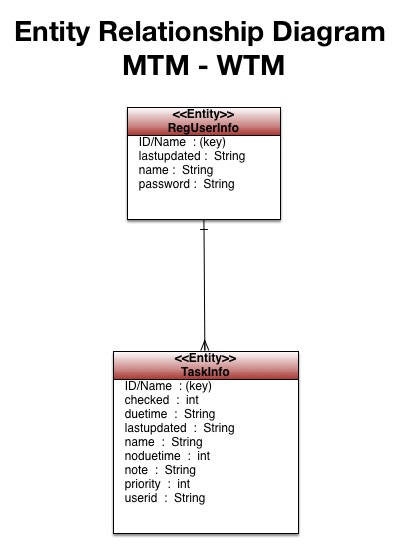 Entity Relationship Diagram
MTM - WTM
<<Entity>>
RegUserInfo
ID/Name : (key)
lastupdated : String
name : String
password : String
<<Entity>>
TaskInfo
ID/Name : (key)
checked : int
duetime : String
lastupdated : String
name : String
noduetime : int
note : String
priority : int
userid : String